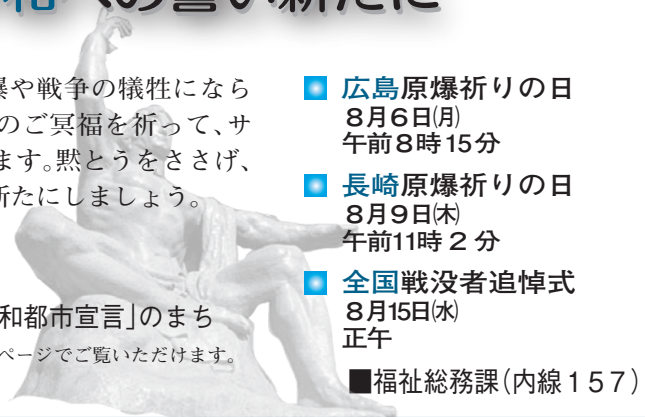 和への誓い新たに
爆や戦争の犠牲になら
のご冥福を祈って、サ
ます。黙とうをささげ、
新たにしましょう。
和都市宣言」のまち
ページでご覧いただけます。
広島原爆祈りの日
8月6日㈪
午前8時15分
長崎原爆祈りの日
8月9日㈭
午前11時2分
全国戦没者追悼式
8月15日㈬
正午
■福祉総務課(内線157)